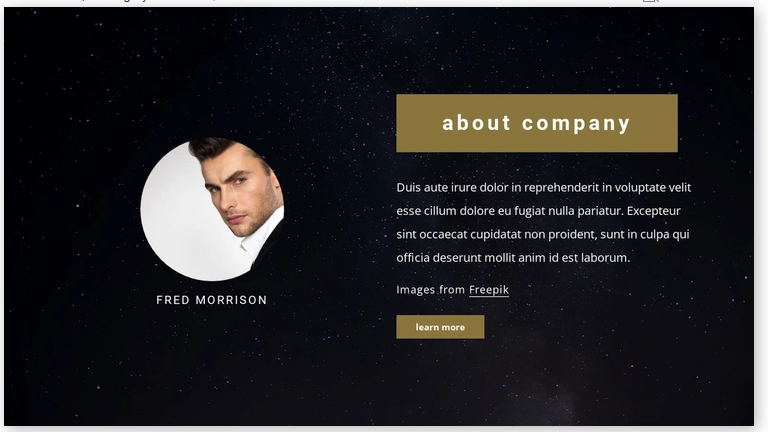 about company
Duis aute irure dolor in reprehenderit in voluptate velit
esse cillum dolore eu fugiat nulla pariatur. Excepteur
sint occaecat cupidatat non proident, sunt in culpa qui
officia deserunt mollit anim id est laborum.
Images from Freepik
learn more
FRED MORRISON